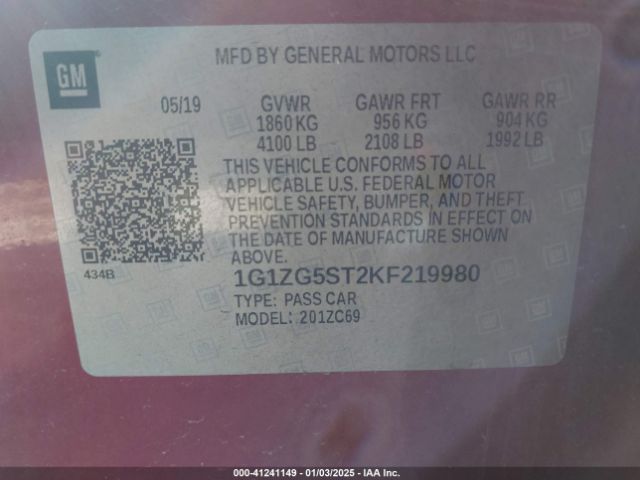 GM
MFD BY GENERAL MOTORS LLC
05/19 GVWR GAWR FRT GAWR RR
1860 KG 956 KG 904 KG
4100 LB 2108 LB 1992 LB
THIS VEHICLE CONFORMS TO ALL
APPLICABLE U.S. FEDERAL MOTOR
VEHICLE SAFETY, BUMPER, AND THEFT
PREVENTION STANDARDS IN EFFECT ON
THE DATE OF MANUFACTURE SHOWN
ABOVE.
434B
1G1ZG5ST2KF219980
TYPE: PASS CAR
MODEL: 201ZC69
000-41241149 - 01/03/2025 - IAA Inc.